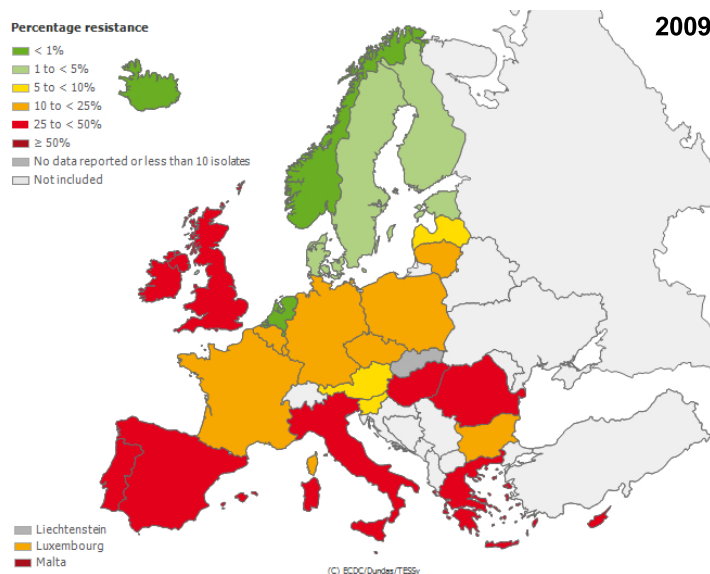 Percentage resistance
2009
< 1%
1 to < 5%
5 to < 10%
10 to < 25%
25 to < 50%
≥ 50%
No data reported or less than 10 isolates
Not included
Liechtenstein
Luxembourg
Malta
(C) ECDC/Dundas/TESSy